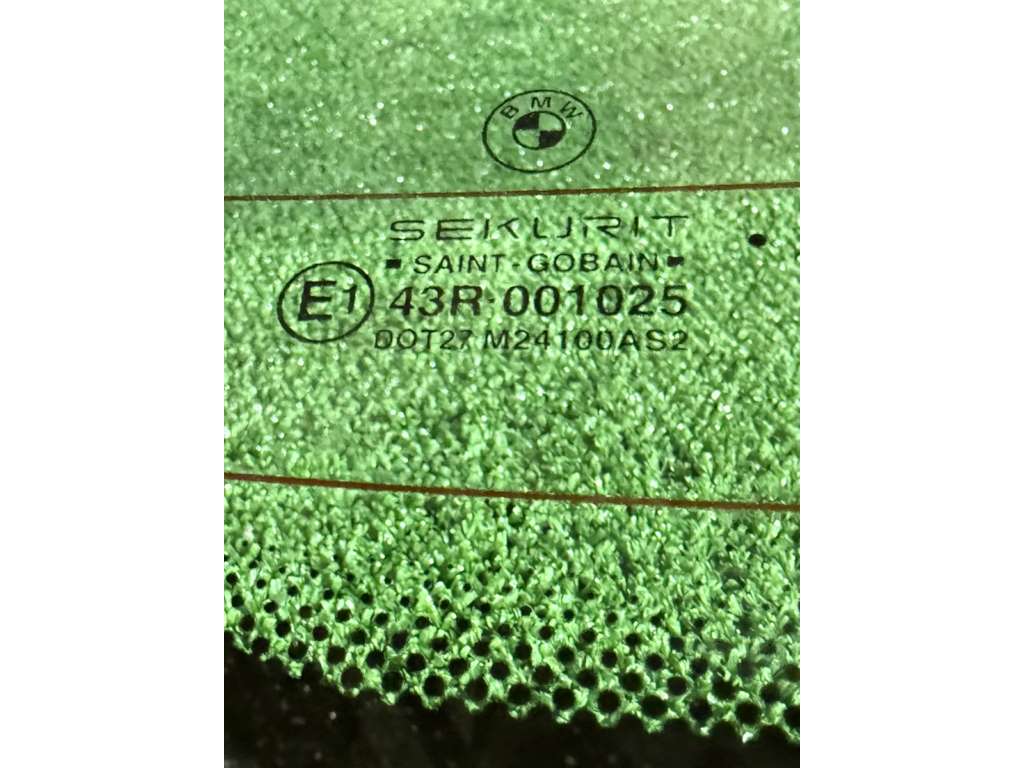 BMW
SEKURIT
SAINT-GOBAIN
E1 43R-001025
DOT27 M24100AS2